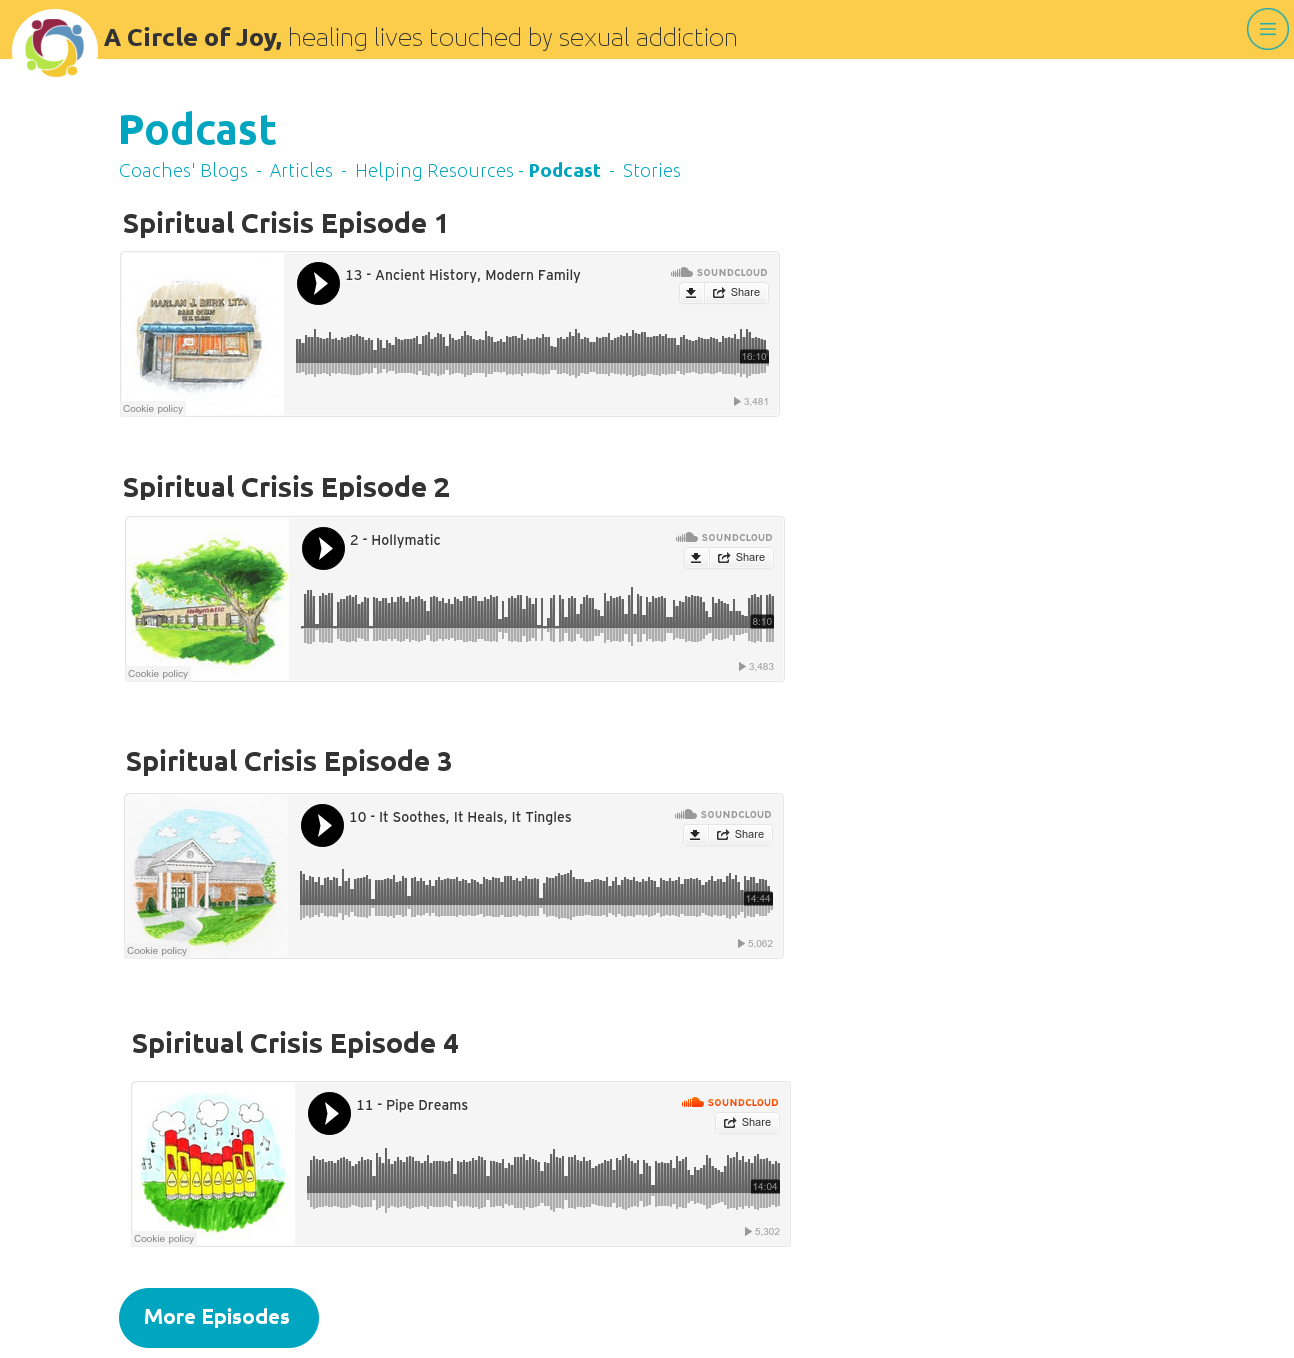 A Circle of Joy, healing lives touched by sexual addiction
Podcast
Coaches' Blogs - Articles - Helping Resources - Podcast - Stories
Spiritual Crisis Episode 1
13 - Ancient History, Modern Family
SOUNDCLOUD
Share
HARLAN J. BERK LTD.
RARE COINS
16:10
3,481
Cookie policy
Spiritual Crisis Episode 2
2 - Hollymatic
SOUNDCLOUD
Share
Hollymatic
8:10
3,483
Cookie policy
Spiritual Crisis Episode 3
10 - It Soothes, It Heals, It Tingles
SOUNDCLOUD
Share
14:44
5,062
Cookie policy
Spiritual Crisis Episode 4
11 - Pipe Dreams
SOUNDCLOUD
Share
14:04
5,302
Cookie policy
More Episodes